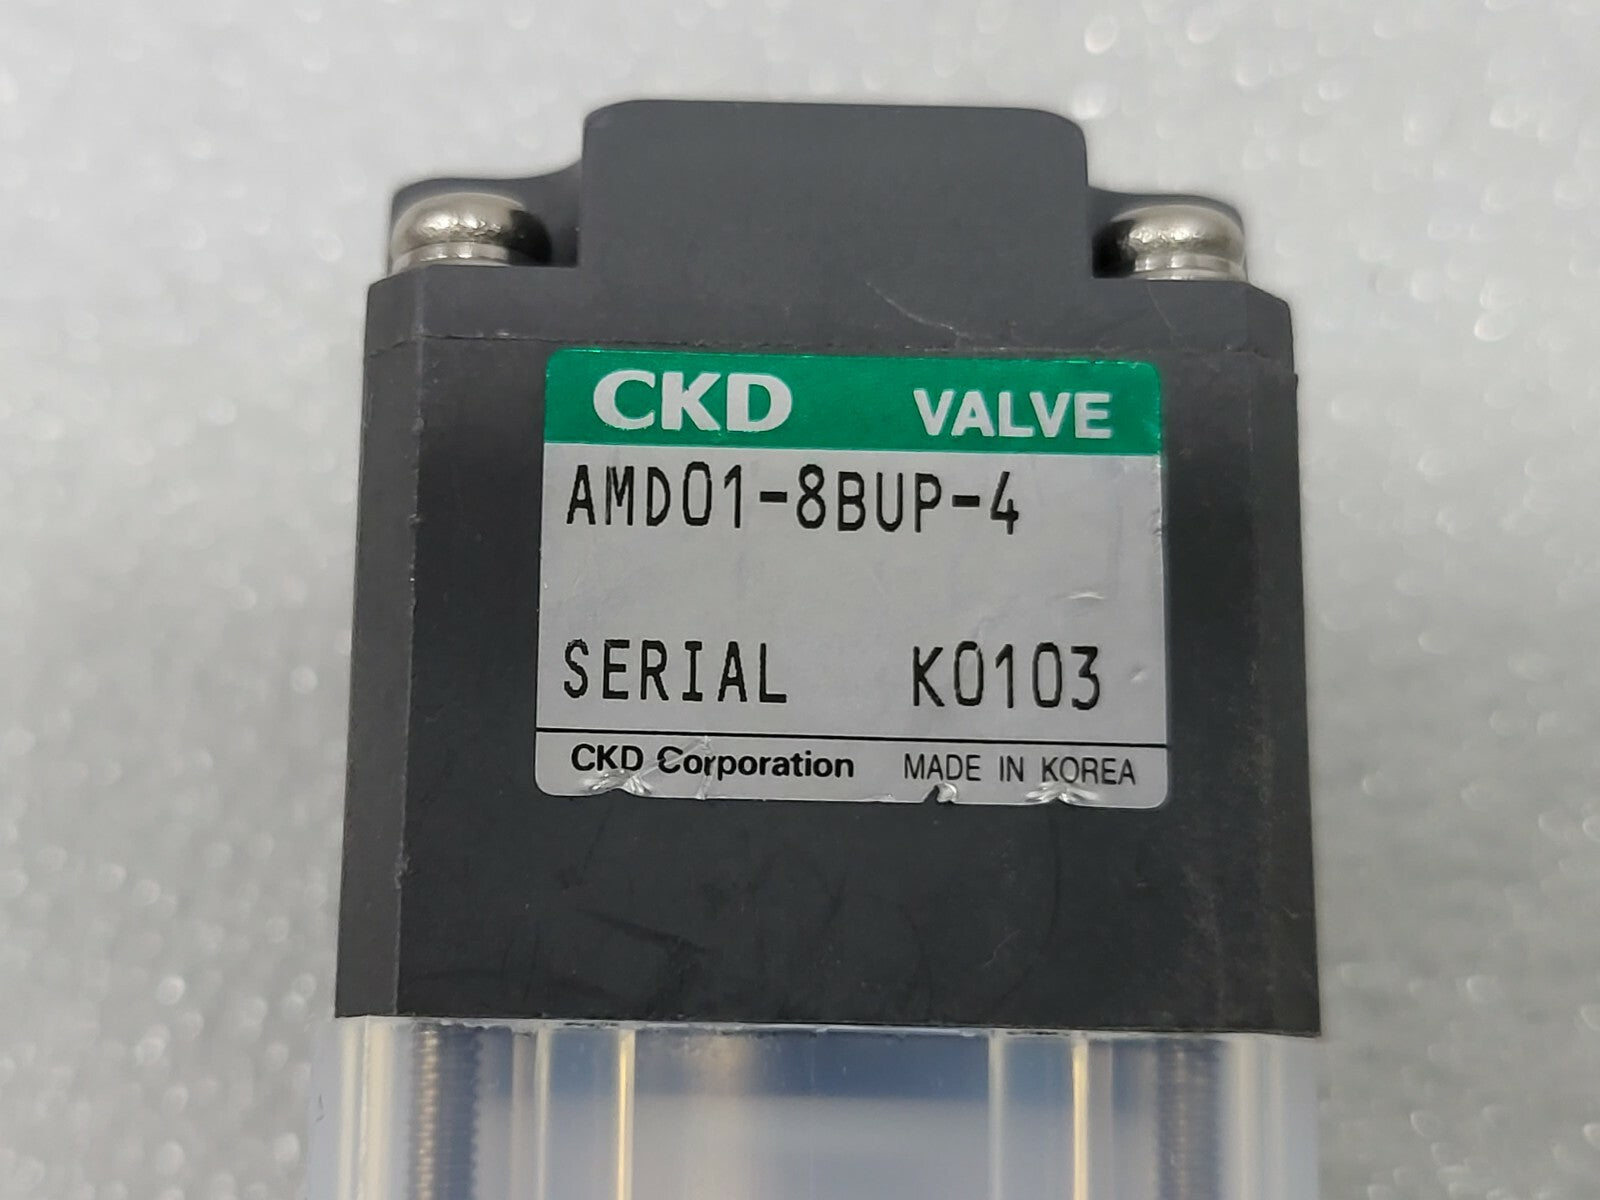 CKD VALVE
AMD01-8BUP-4
SERIAL K0103
CKD Corporation MADE IN KOREA